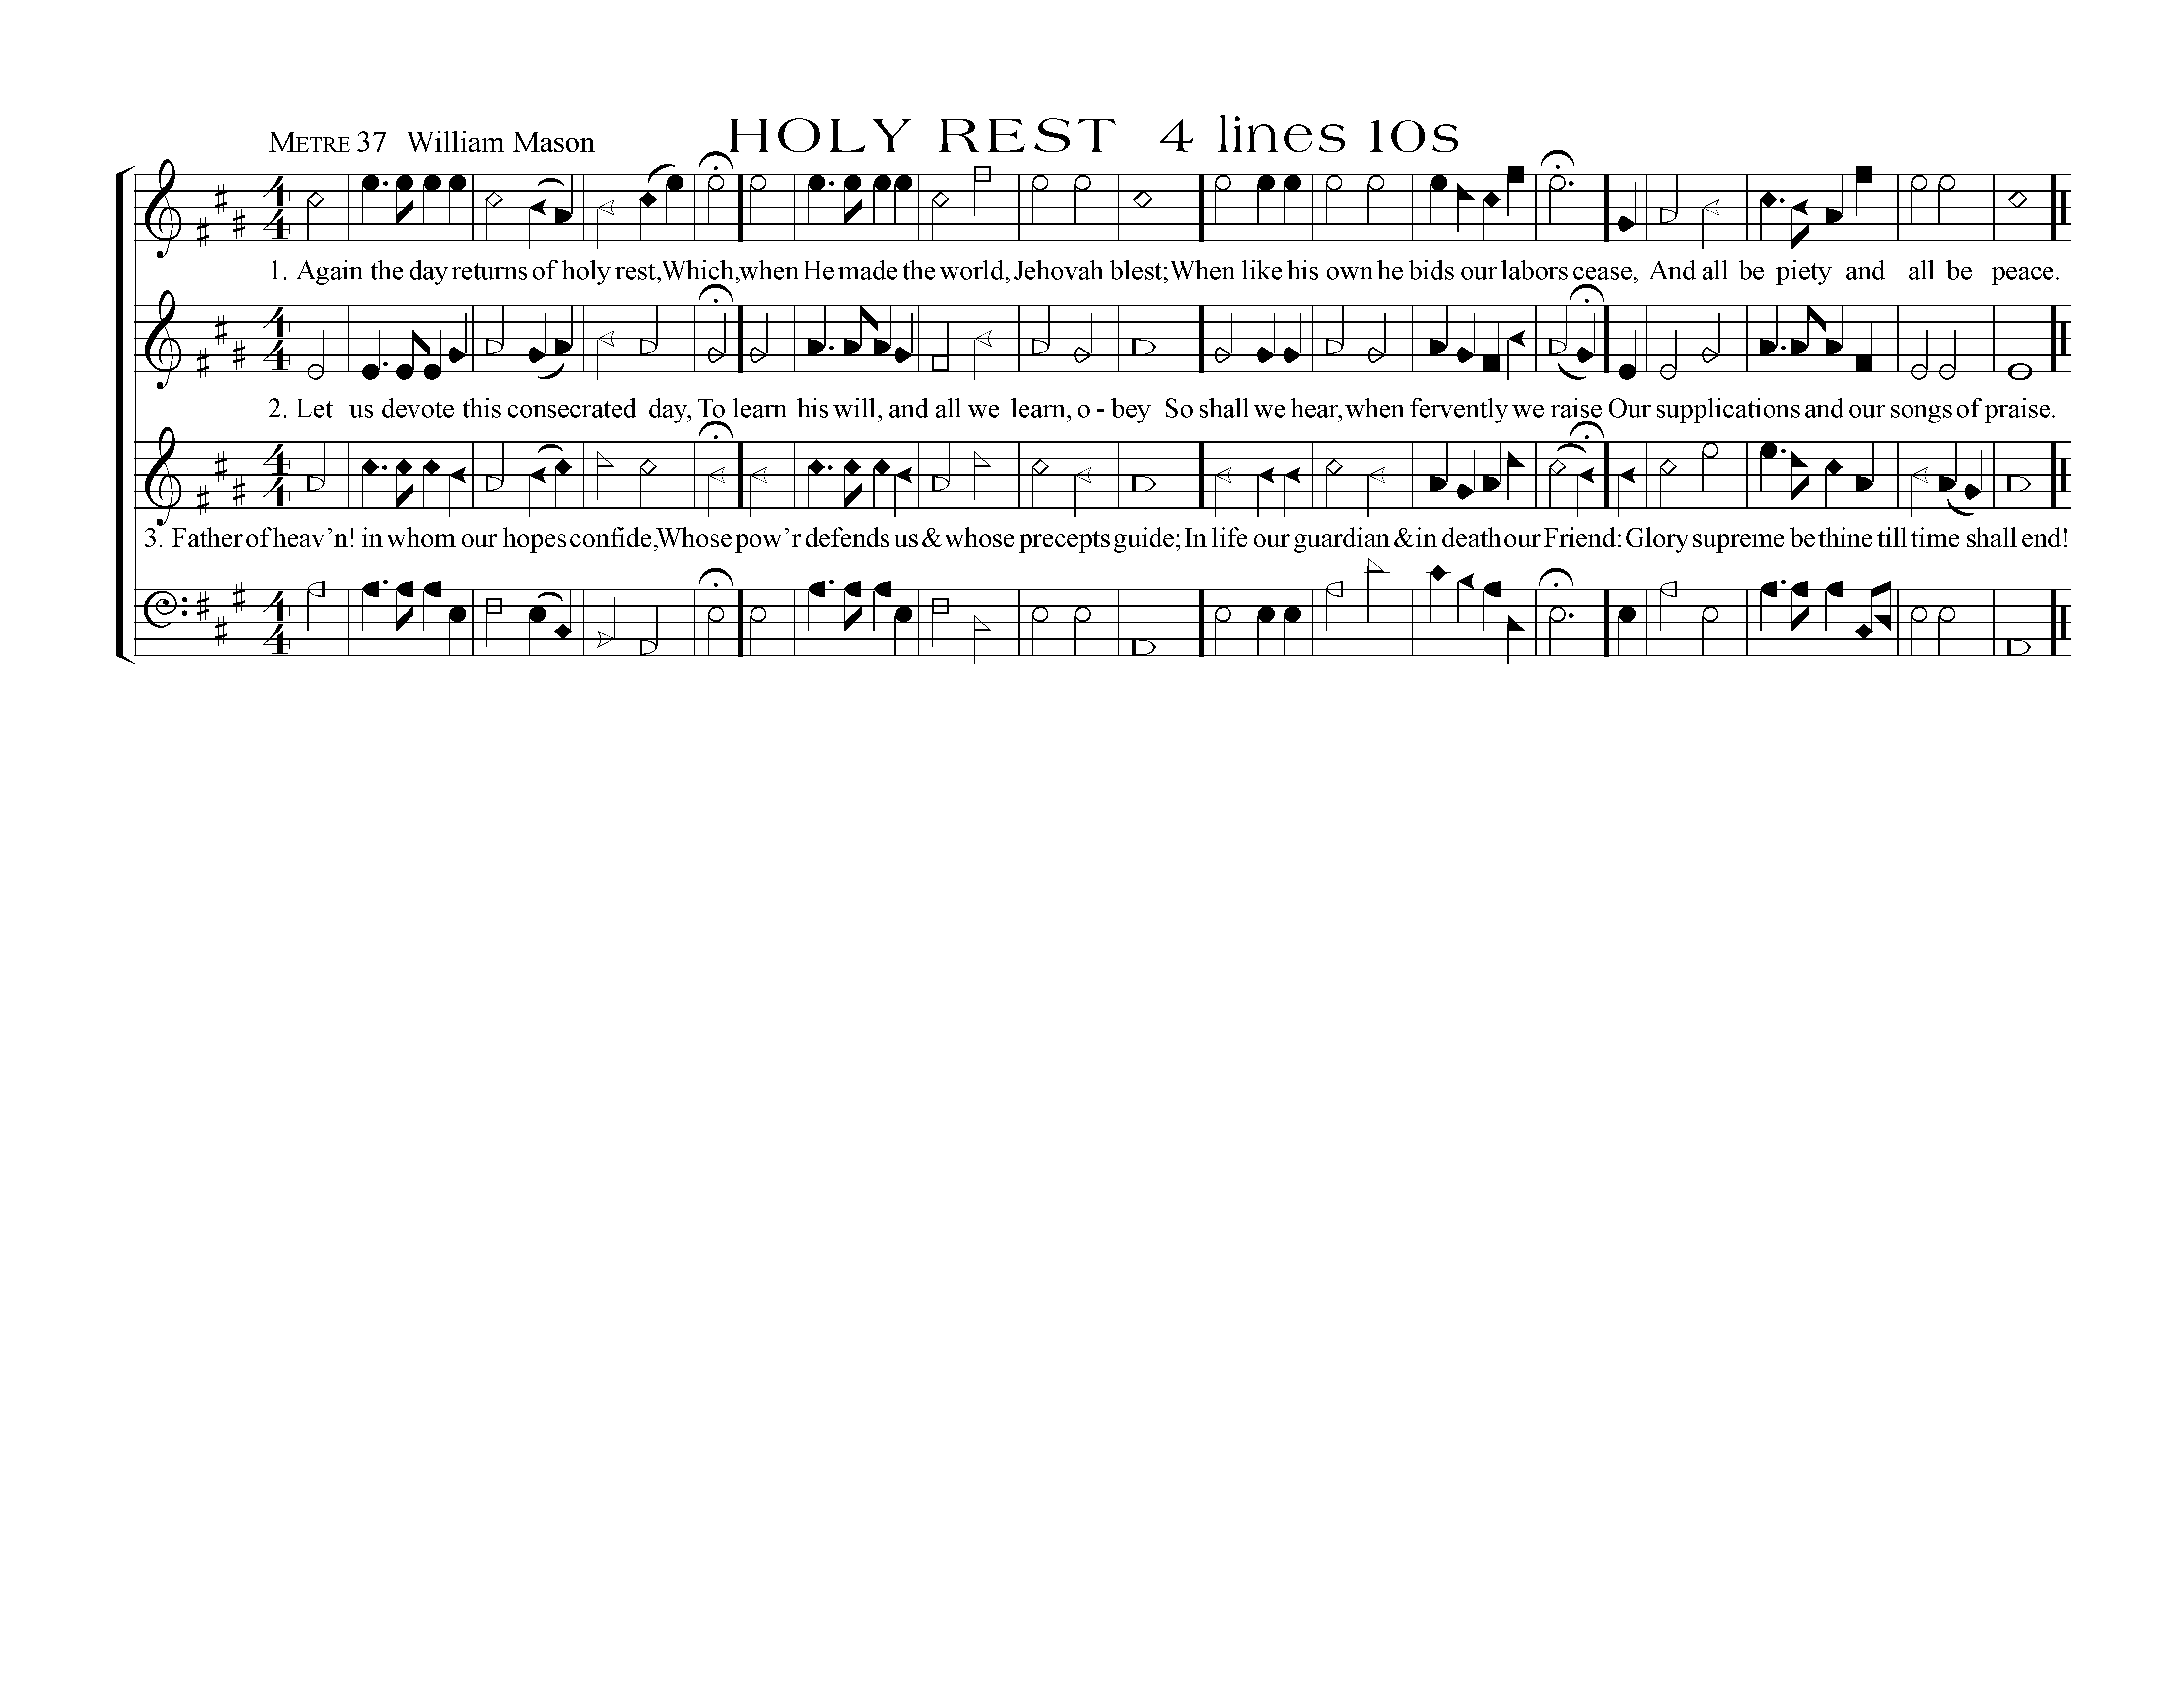 METRE 37 William Mason HOLY REST 4 lines 10s
1. Again the day returns of holy rest, Which, when He made the world, Jehovah blest; When like his own he bids our labors cease, And all be piety and all be peace.
2. Let us devote this consecrated day, To learn his will, and all we learn, o - bey So shall we hear, when fervently we raise Our supplications and our songs of praise.
3. Father of heav'n! in whom our hopes confide, Whose pow'r defends us & whose precepts guide; In life our guardian & in death our Friend: Glory supreme be thine till time shall end!